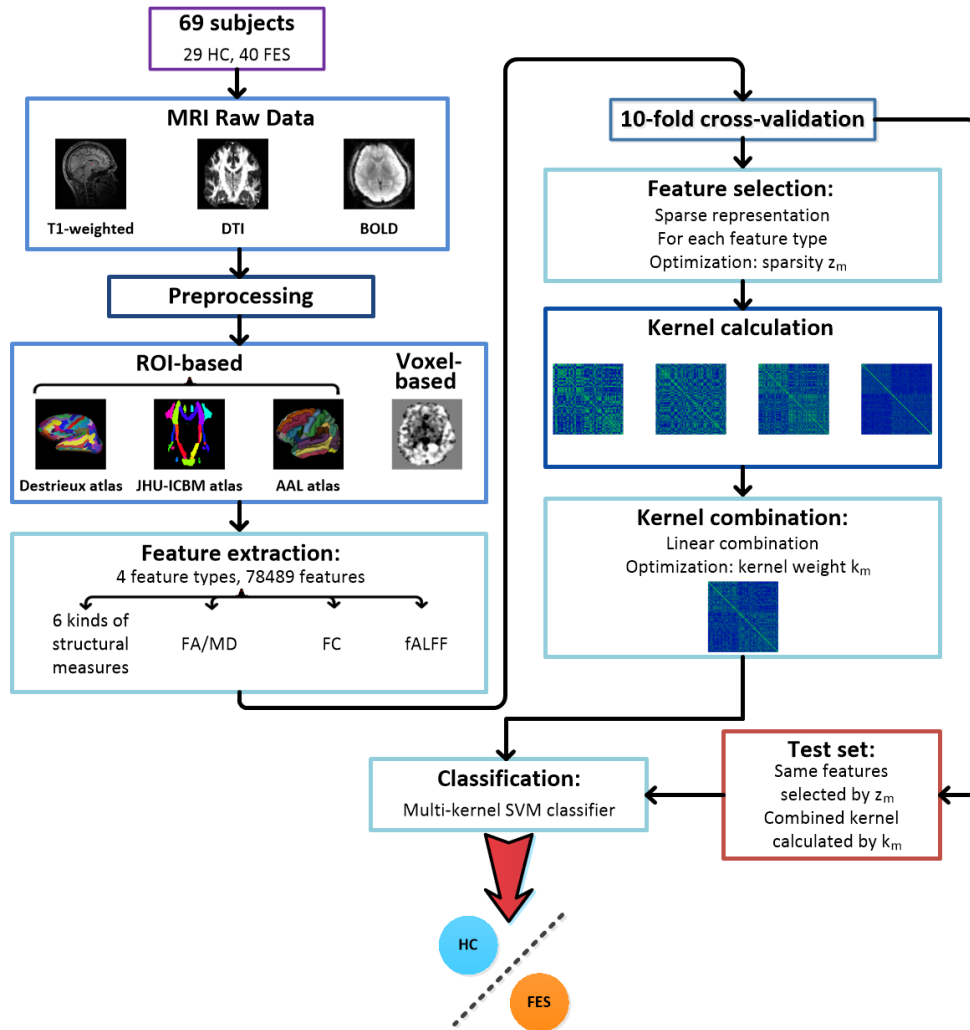 69 subjects
29 HC, 40 FES
MRI Raw Data
T1-weighted
DTI
BOLD
Preprocessing
ROI-based
Voxel-
based
Destrieux atlas
JHU-ICBM atlas
AAL atlas
Feature extraction:
4 feature types, 78489 features
6 kinds of
structural
measures
FA/MD
FC
fALFF
10-fold cross-validation
Feature selection:
Sparse representation
For each feature type
Optimization: sparsity zm
Kernel calculation
Kernel combination:
Linear combination
Optimization: kernel weight km
Classification:
Multi-kernel SVM classifier
Test set:
Same features
selected by zm
Combined kernel
calculated by km
HC
FES